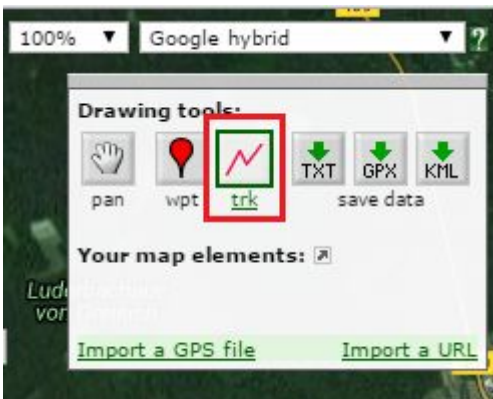 100% ▼ Google hybrid ▼ ?
Drawing tools:
TXT GPX KML
pan wpt trk save data
Your map elements:
vor
Import a GPS file Import a URL